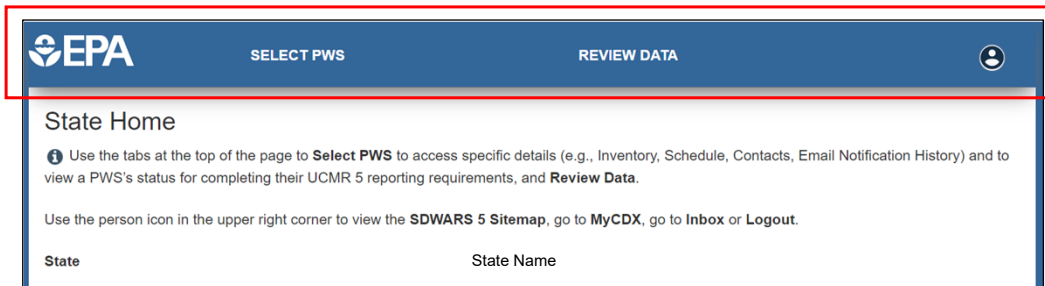 EPA SELECT PWS REVIEW DATA
State Home
Use the tabs at the top of the page to Select PWS to access specific details (e.g., Inventory, Schedule, Contacts, Email Notification History) and to
view a PWS's status for completing their UCMR 5 reporting requirements, and Review Data.
Use the person icon in the upper right corner to view the SDWARS 5 Sitemap, go to MyCDX, go to Inbox or Logout.
State State Name